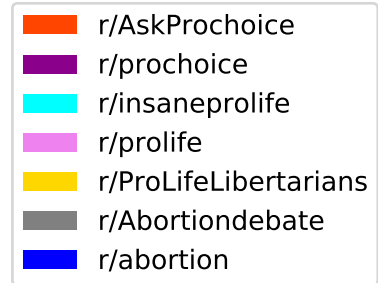 r/AskProchoice
r/prochoice
r/insaneprolife
r/prolife
r/ProLifeLibertarians
r/Abortiondebate
r/abortion